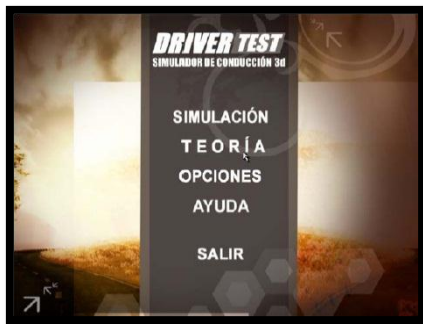 DRIVER TEST
SIMULADOR DE CONDUCCIÓN 3d
SIMULACIÓN
TEORÍA
OPCIONES
AYUDA
SALIR